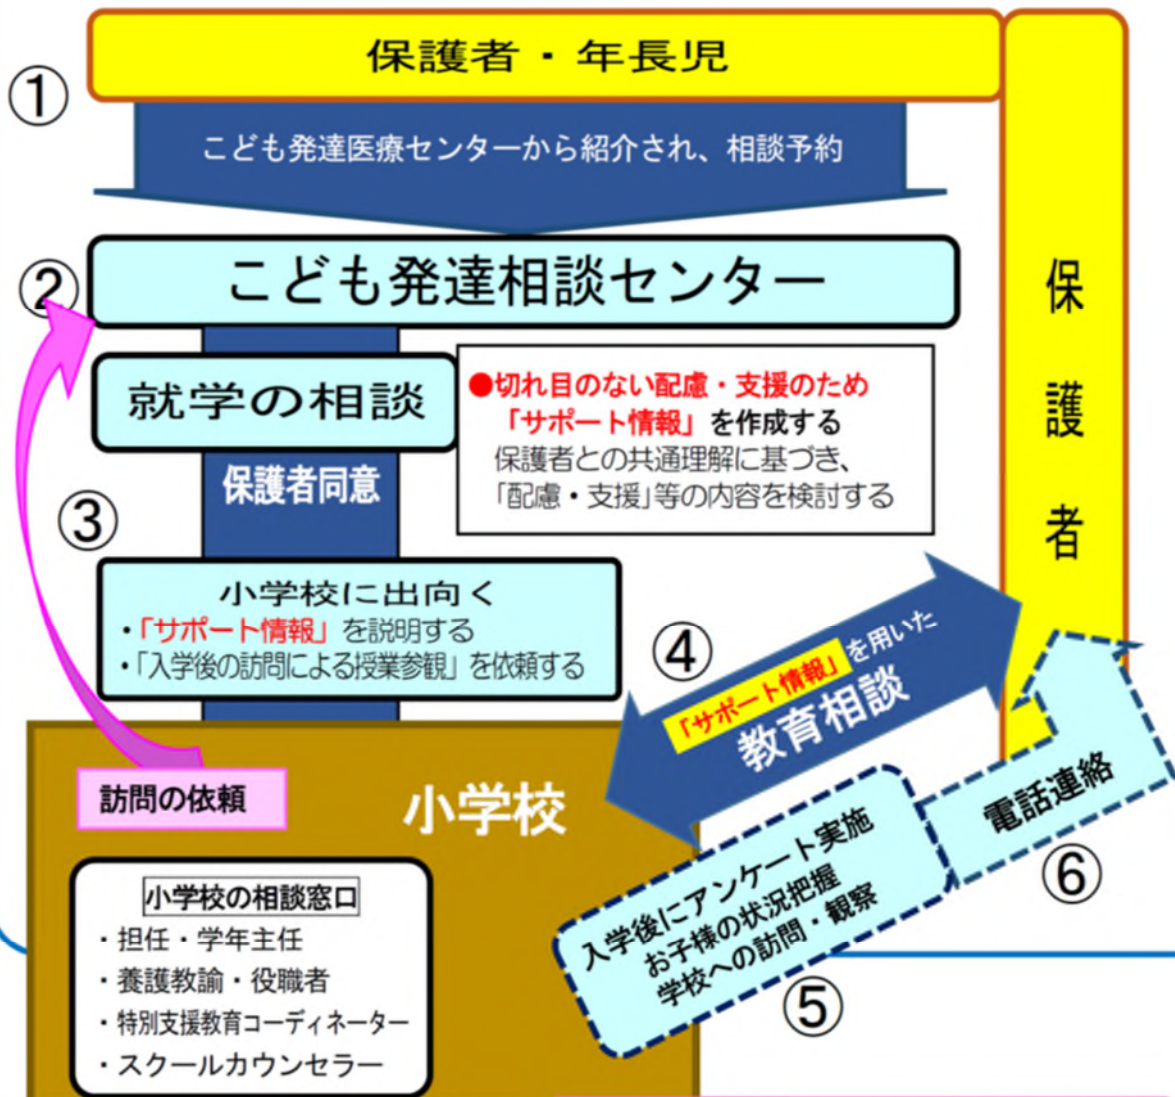 ①
保護者・年長児
こども発達医療センターから紹介され、相談予約
②
こども発達相談センター
就学の相談
●切れ目のない配慮・支援のため
「サポート情報」を作成する
保護者との共通理解に基づき、
「配慮・支援」等の内容を検討する
保護者同意
③
小学校に出向く
・「サポート情報」を説明する
・「入学後の訪問による授業参観」を依頼する
保護者
④
「サポート情報」を用いた
教育相談
訪問の依頼
小学校
小学校の相談窓口
・担任・学年主任
・養護教諭・役職者
・特別支援教育コーディネーター
・スクールカウンセラー
入学後にアンケート実施
お子様の状況把握
学校への訪問・観察
⑤
電話連絡
⑥